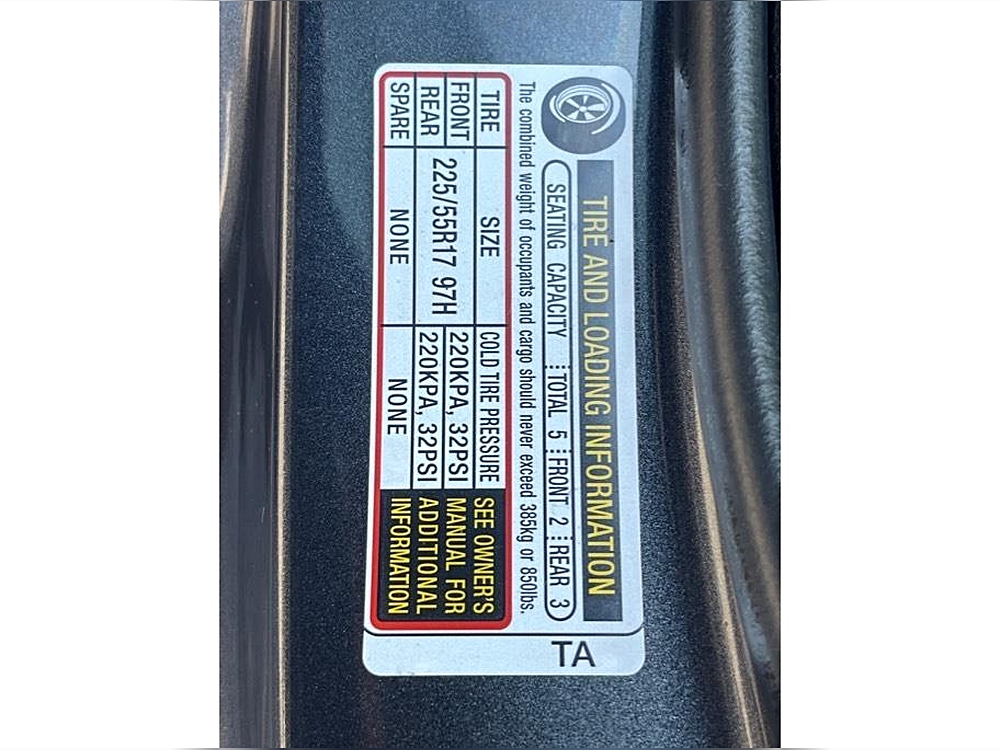 TIRE AND LOADING INFORMATION
SEATING CAPACITY TOTAL 5 FRONT 2 REAR 3
The combined weight of occupants and cargo should never exceed 385kg or 850lbs.
TIRE SIZE COLD TIRE PRESSURE
FRONT 225/55R17 97H 220KPA, 32PSI
REAR 220KPA, 32PSI
SPARE NONE NONE
SEE OWNER'S
MANUAL FOR
ADDITIONAL
INFORMATION
TA